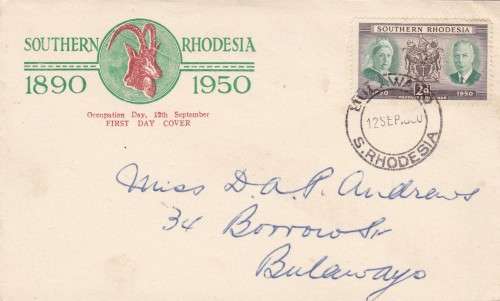 SOUTHERN RHODESIA
1890 1950
Occupation Day, 12th September
FIRST DAY COVER
SOUTHERN RHODESIA
2d
1950
BULAWAYO
12 SEP
S. RHODESIA
Miss D.A.P. Andrews
34 Borrow St
Bulawayo